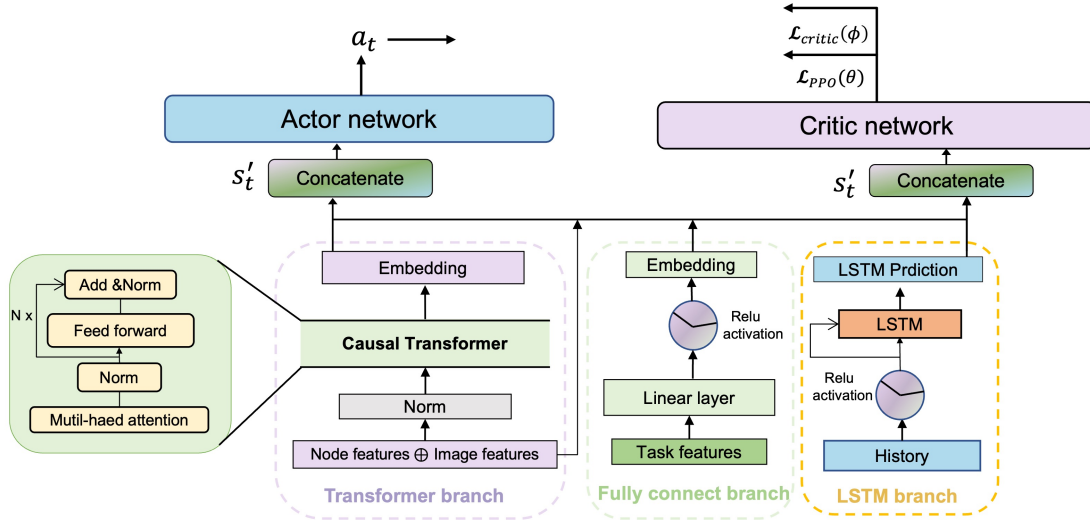 a_t
𝓛_critic(ϕ)
𝓛_PPO(θ)
Actor network
Critic network
s′_t
Concatenate
s′_t
Concatenate
Add &Norm
N x
Feed forward
Norm
Mutil-haed attention
Embedding
Causal Transformer
Norm
Node features ⊕ Image features
Transformer branch
Embedding
Relu
activation
Linear layer
Task features
Fully connect branch
LSTM Prdiction
LSTM
Relu
activation
History
LSTM branch